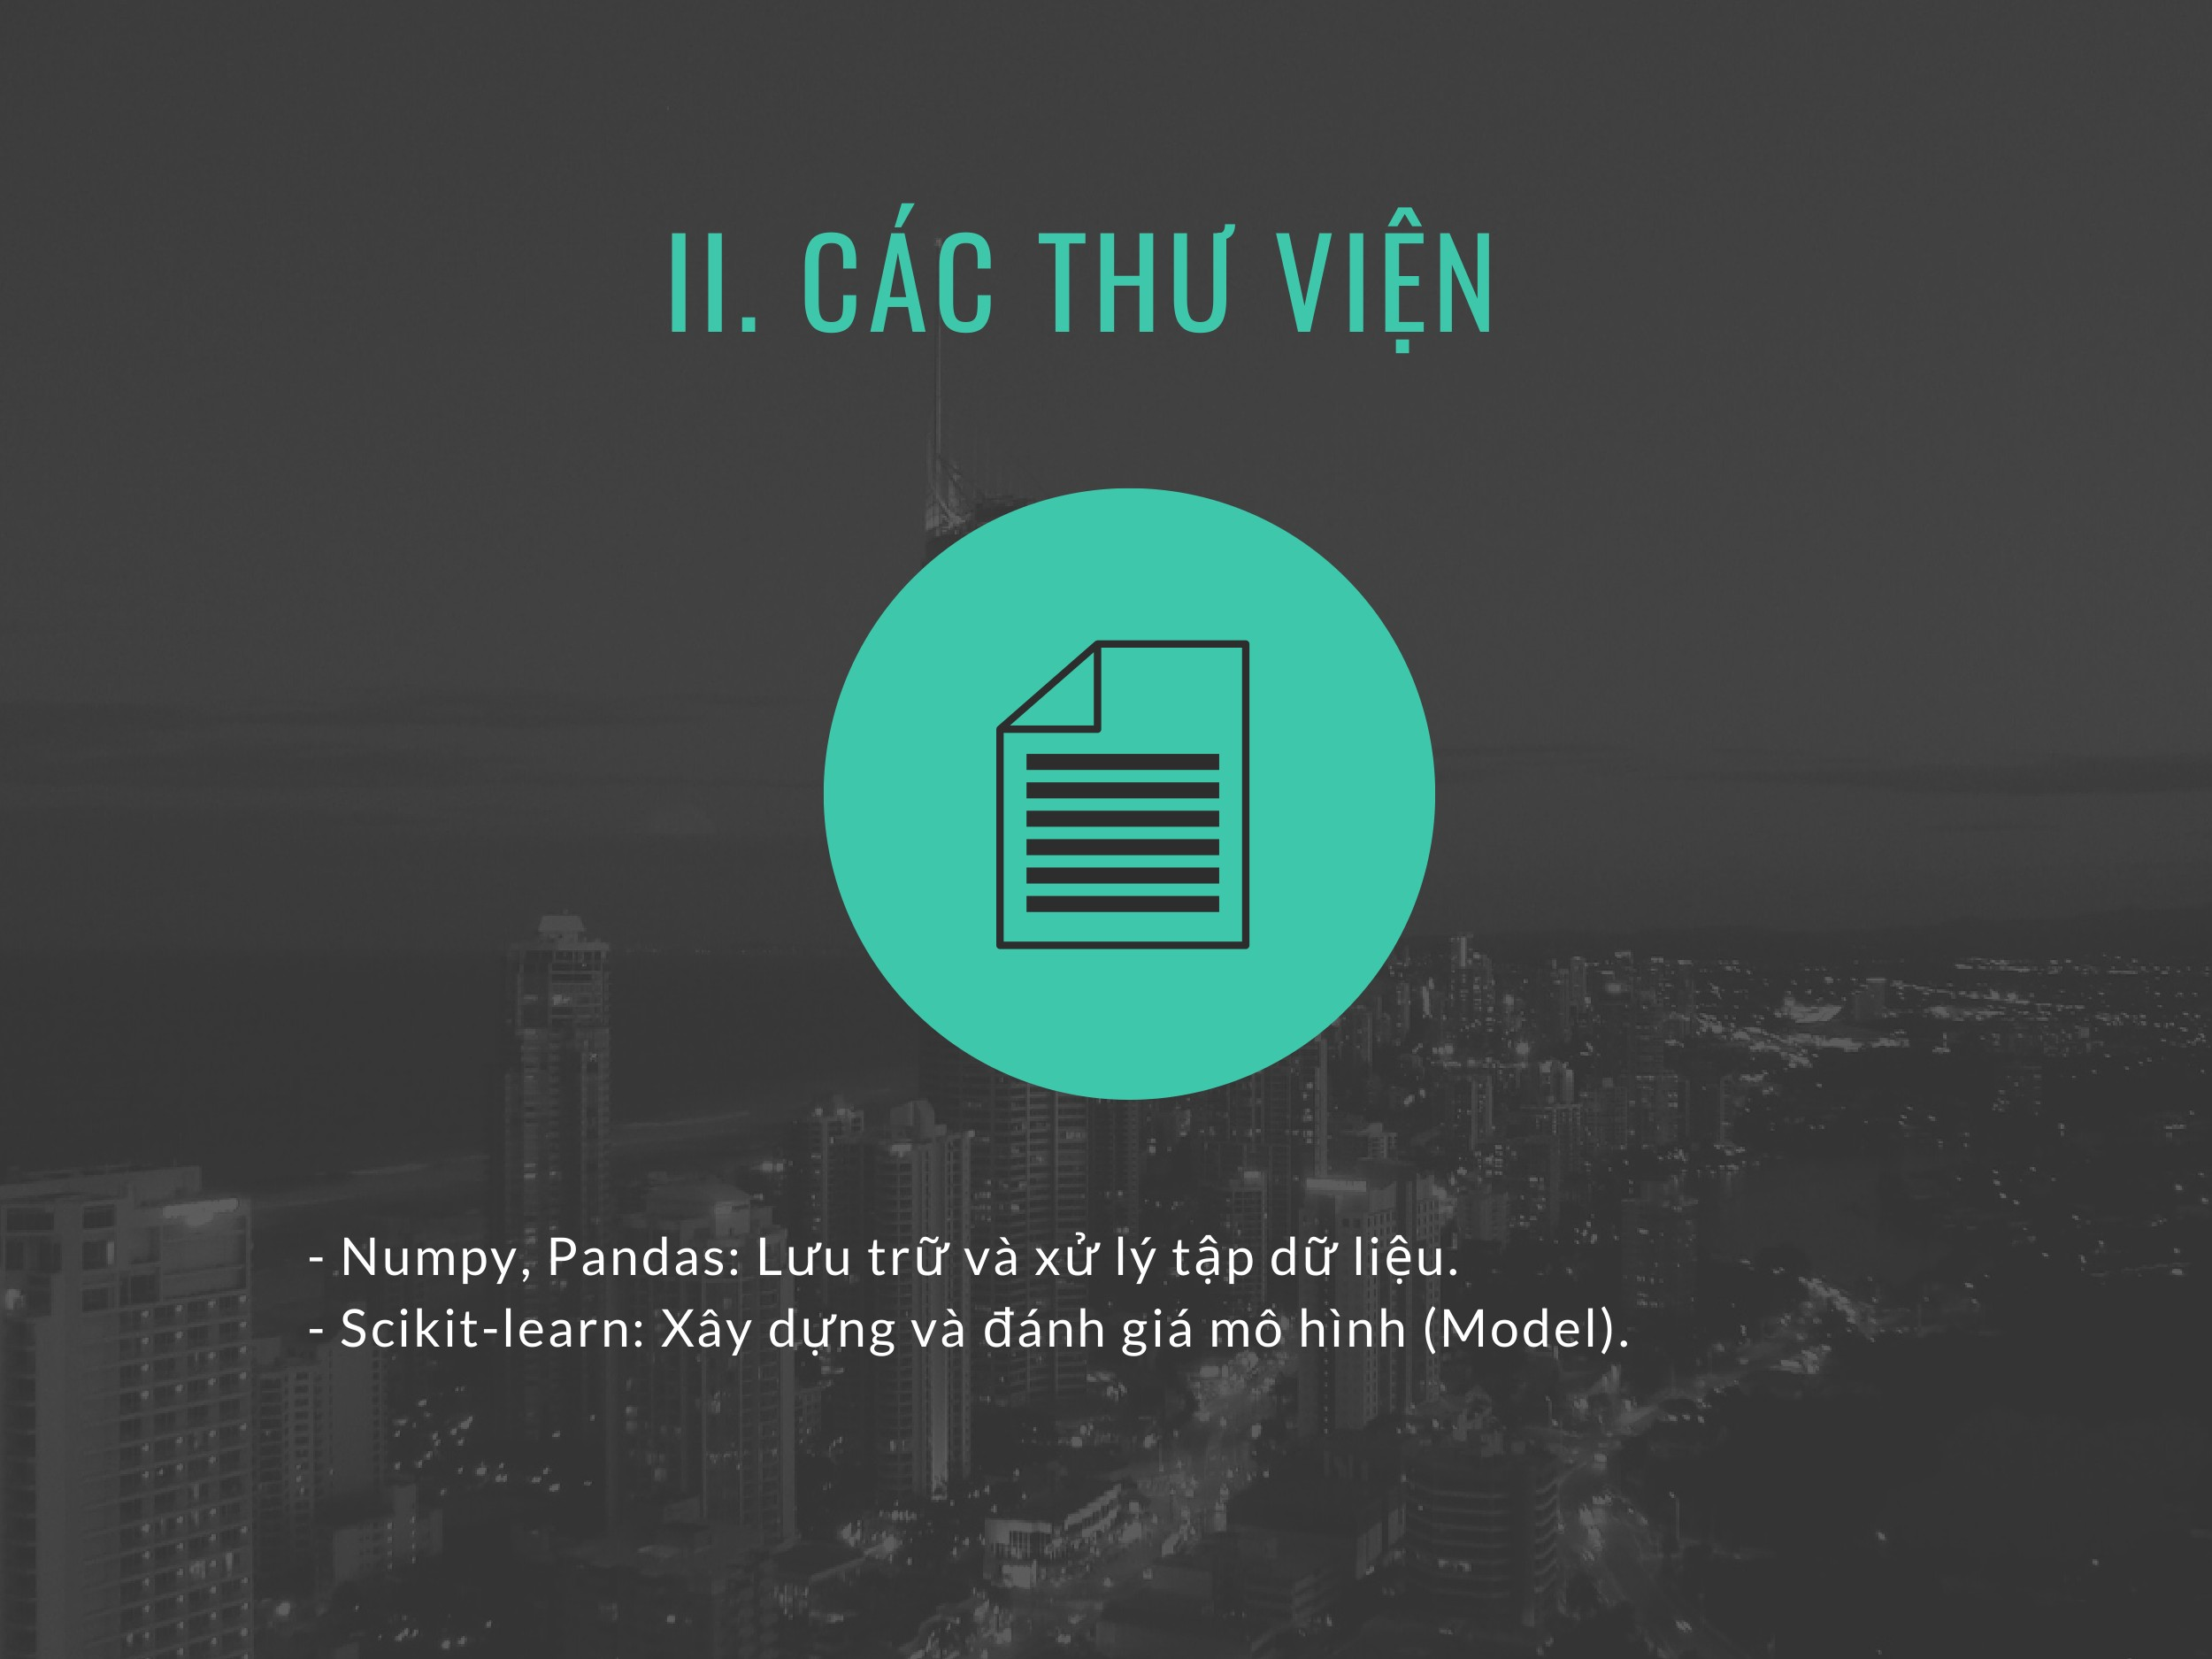 II. CÁC THƯ VIỆN
- Numpy, Pandas: Lưu trữ và xử lý tập dữ liệu.
- Scikit-learn: Xây dựng và đánh giá mô hình (Model).